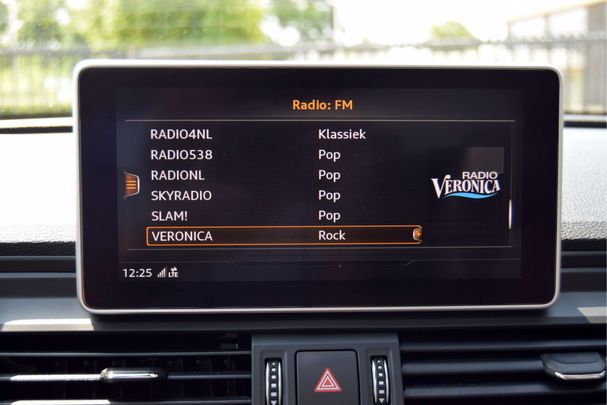 Radio: FM
RADIO4NL Klassiek
RADIO538 Pop
RADIONL Pop
SKYRADIO Pop
SLAM! Pop
VERONICA Rock
RADIO
VERONICA
12:25 LTE